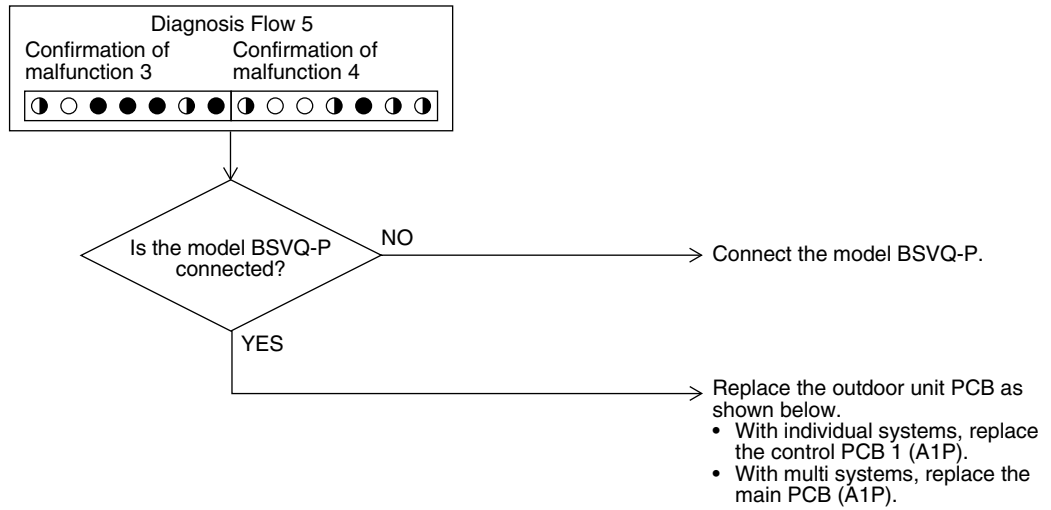 Diagnosis Flow 5
Confirmation of
malfunction 3
Confirmation of
malfunction 4
Is the model BSVQ-P
connected?
NO
Connect the model BSVQ-P.
YES
Replace the outdoor unit PCB as
shown below.
• With individual systems, replace
the control PCB 1 (A1P).
• With multi systems, replace the
main PCB (A1P).